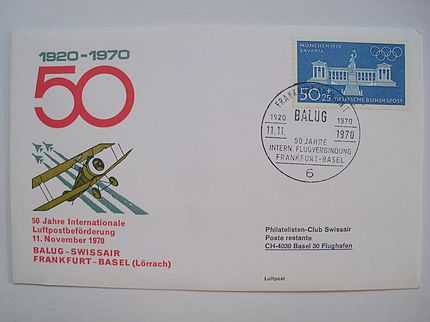 1920-1970
50
50 Jahre Internationale
Luftpostbeförderung
11. November 1970
BALUG-SWISSAIR
FRANKFURT-BASEL (Lörrach)
MÜNCHEN 1972
BAVARIA
50+25 DEUTSCHE BUNDESPOST
1920 BALUG 1970
11.11. 1970
50 JAHRE
INTERN. FLUGVERBINDUNG
FRANKFURT-BASEL
6
Philatelisten-Club Swissair
Poste restante
CH-4030 Basel 30 Flughafen
Luftpost